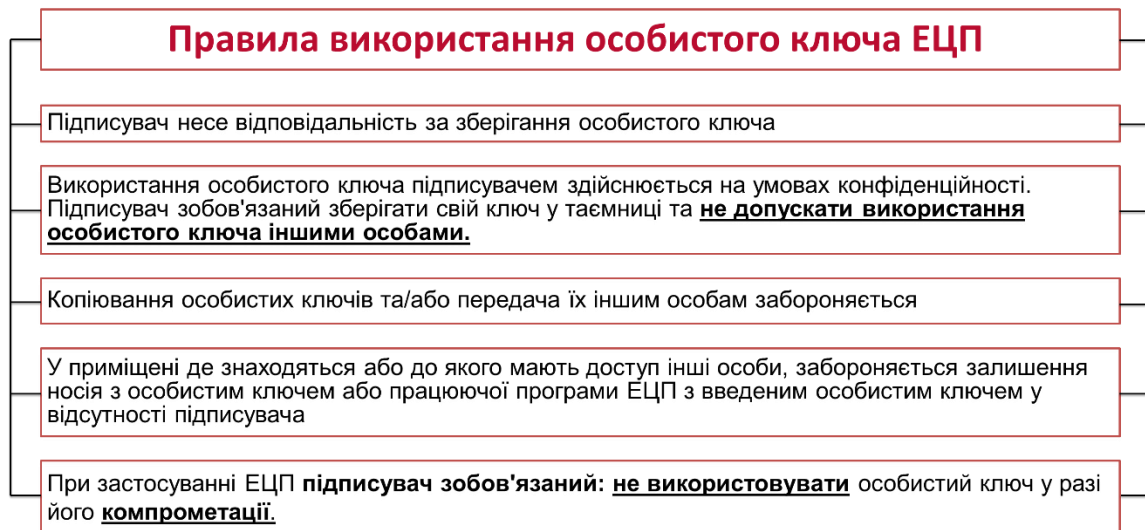 Правила використання особистого ключа ЕЦП
Підписувач несе відповідальність за зберігання особистого ключа
Використання особистого ключа підписувачем здійснюється на умовах конфіденційності.
Підписувач зобов'язаний зберігати свій ключ у таємниці та не допускати використання
особистого ключа іншими особами.
Копіювання особистих ключів та/або передача їх іншим особам забороняється
У приміщені де знаходяться або до якого мають доступ інші особи, забороняється залишення
носія з особистим ключем або працюючої програми ЕЦП з введеним особистим ключем у
відсутності підписувача
При застосуванні ЕЦП підписувач зобов'язаний: не використовувати особистий ключ у разі
його компрометації.